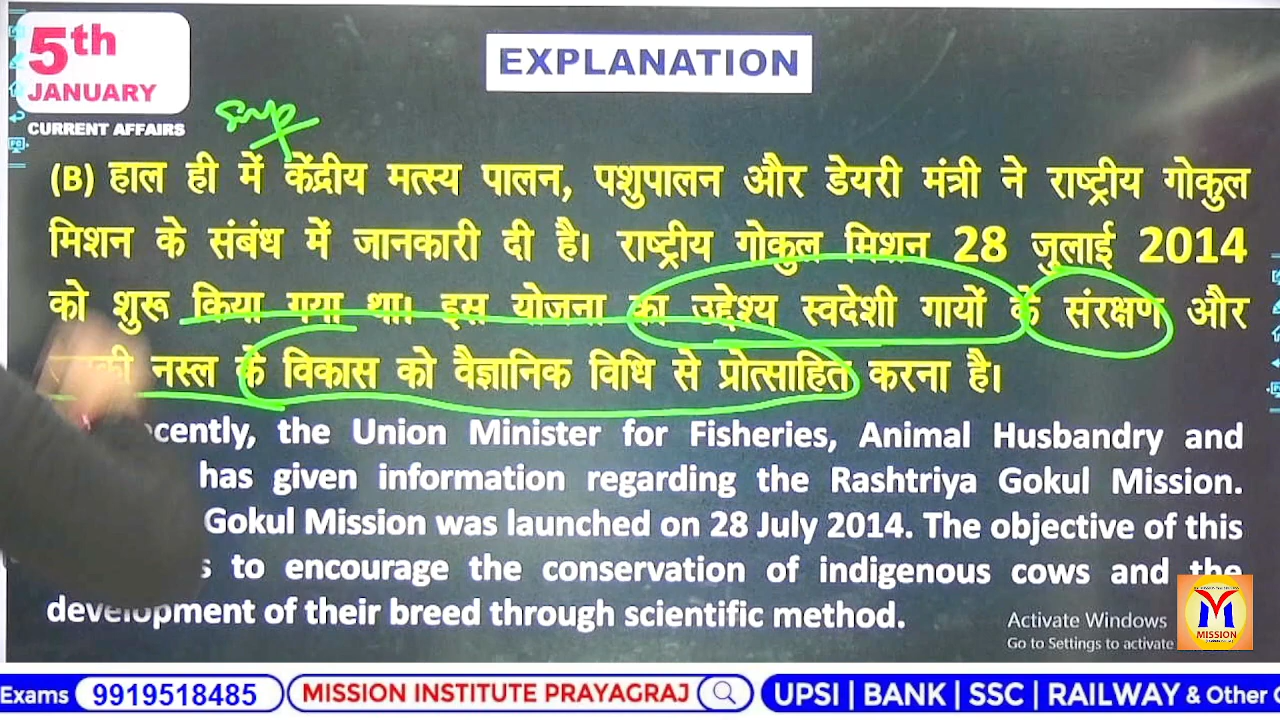 5th
JANUARY
CURRENT AFFAIRS
EXPLANATION
Imp
(B) हाल ही में केंद्रीय मत्स्य पालन, पशुपालन और डेयरी मंत्री ने राष्ट्रीय गोकुल
मिशन के संबंध में जानकारी दी है। राष्ट्रीय गोकुल मिशन 28 जुलाई 2014
को शुरू किया गया था। इस योजना का उद्देश्य स्वदेशी गायों के संरक्षण और
नस्ल के विकास को वैज्ञानिक विधि से प्रोत्साहित करना है।
the Union Minister for Fisheries, Animal Husbandry and
has given information regarding the Rashtriya Gokul Mission.
Gokul Mission was launched on 28 July 2014. The objective of this
to encourage the conservation of indigenous cows and the
development of their breed through scientific method.
Activate Windows
Go to Settings to activate
MISSION
Exams 9919518485 MISSION INSTITUTE PRAYAGRAJ UPSI | BANK | SSC | RAILWAY & Other